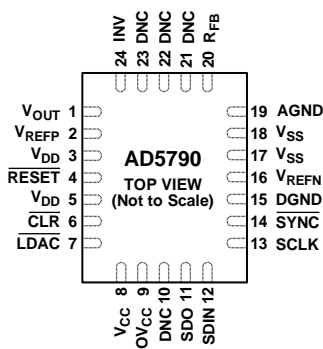 24 INV
23 DNC
22 DNC
21 DNC
20 RFB
VOUT 1
VREFP 2
VDD 3
RESET 4
VDD 5
CLR 6
LDAC 7
AD5790
TOP VIEW
(Not to Scale)
19 AGND
18 VSS
17 VSS
16 VREFN
15 DGND
14 SYNC
13 SCLK
VCC 8
OVCC 9
DNC 10
SDO 11
SDIN 12